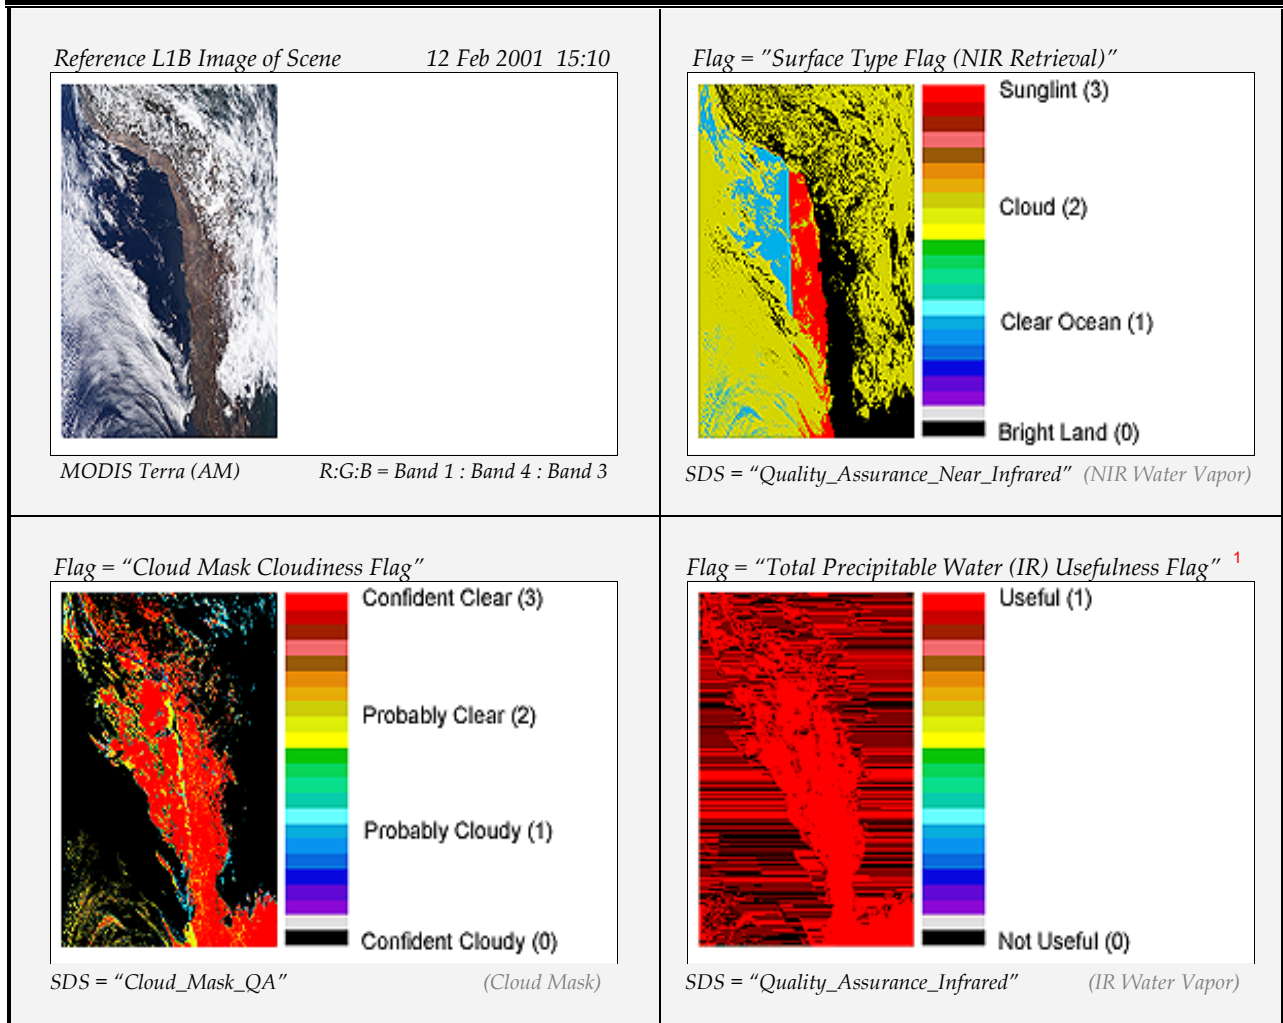 Reference L1B Image of Scene 12 Feb 2001 15:10
MODIS Terra (AM) R:G:B = Band 1 : Band 4 : Band 3
Flag = "Surface Type Flag (NIR Retrieval)"
Sunglint (3)
Cloud (2)
Clear Ocean (1)
Bright Land (0)
SDS = "Quality_Assurance_Near_Infrared" (NIR Water Vapor)
Flag = "Cloud Mask Cloudiness Flag"
Confident Clear (3)
Probably Clear (2)
Probably Cloudy (1)
Confident Cloudy (0)
SDS = "Cloud_Mask_QA" (Cloud Mask)
Flag = "Total Precipitable Water (IR) Usefulness Flag" 1
Useful (1)
Not Useful (0)
SDS = "Quality_Assurance_Infrared" (IR Water Vapor)